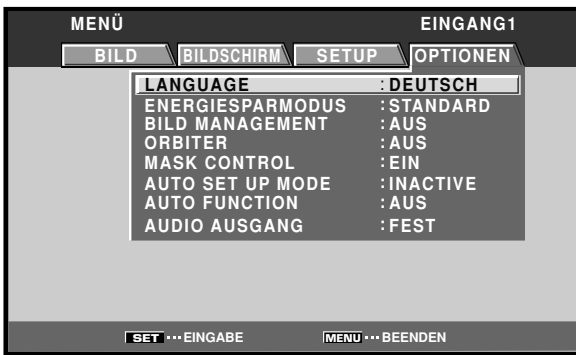 MENÜ EINGANG1
BILD BILDSCHIRM SETUP OPTIONEN
LANGUAGE :DEUTSCH
ENERGIESPARMODUS :STANDARD
BILD MANAGEMENT :AUS
ORBITER :AUS
MASK CONTROL :EIN
AUTO SET UP MODE :INACTIVE
AUTO FUNCTION :AUS
AUDIO AUSGANG :FEST
SET ··· EINGABE MENU ··· BEENDEN